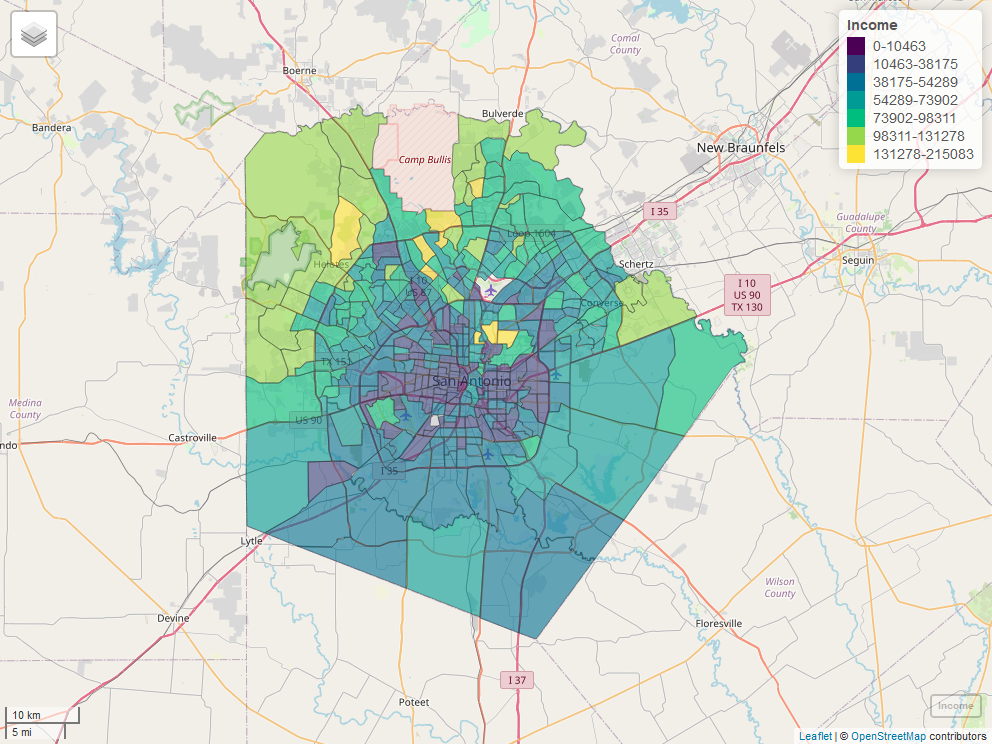 Income
0-10463
10463-38175
38175-54289
54289-73902
73902-98311
98311-131278
131278-215083
Comal
County
Boerne
Bulverde
Bandera
Camp Bullis
New Braunfels
I 35
Guadalupe
County
Loop 1604
Helotes
Schertz
Seguin
I 10
US 87
I 10
US 90
TX 130
Converse
TX 151
San Antonio
Medina
County
US 90
Castroville
ndo
I 35
Lytle
Wilson
County
Devine
Floresville
I 37
Poteet
10 km
5 mi
Income
Leaflet | © OpenStreetMap contributors